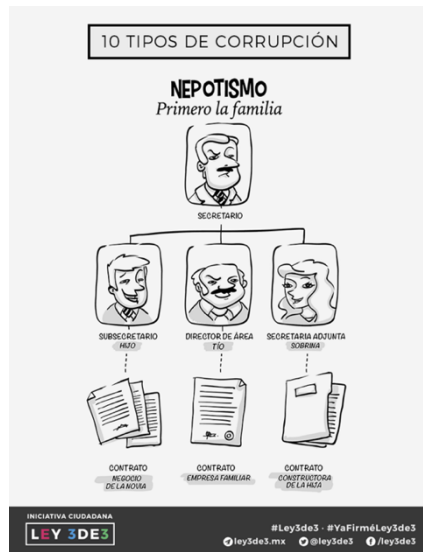 10 TIPOS DE CORRUPCIÓN
NEPOTISMO
Primero la familia
SECRETARIO
SUBSECRETARIO
HIJO
DIRECTOR DE ÁREA
TÍO
SECRETARIA ADJUNTA
SOBRINA
CONTRATO
NEGOCIO
DE LA NOVIA
CONTRATO
EMPRESA FAMILIAR
CONTRATO
CONSTRUCTORA
DE LA HIJA
INICIATIVA CIUDADANA
LEY 3DE3
#Ley3de3 · #YaFirméLey3de3
ley3de3.mx @ley3de3 /ley3de3